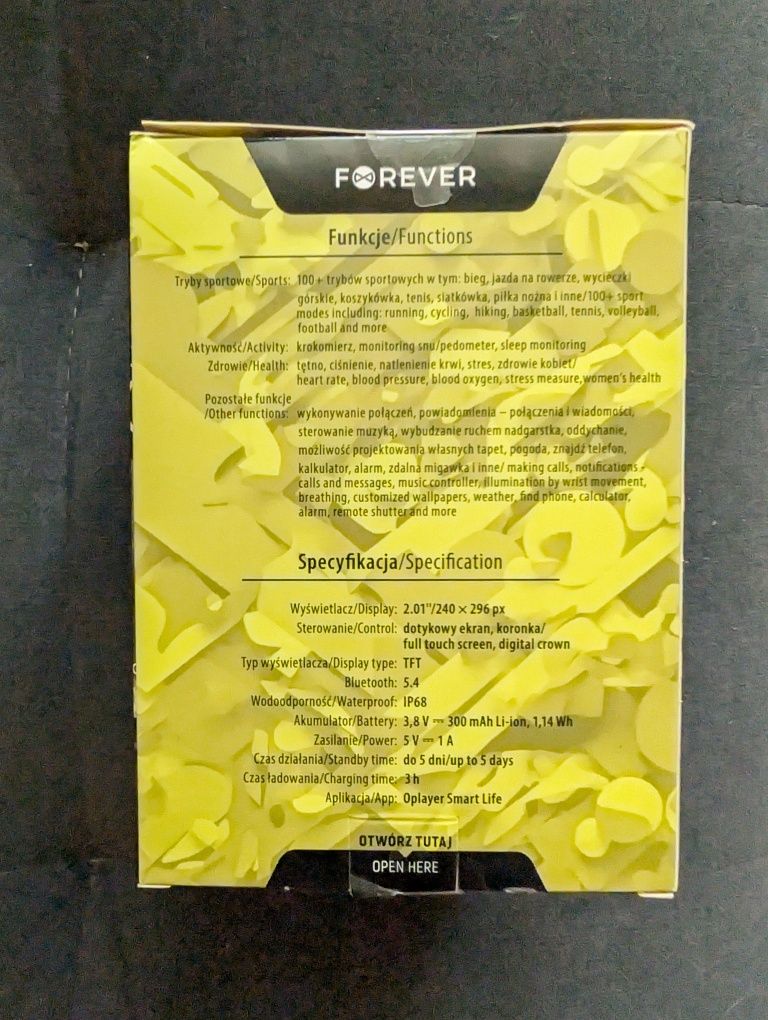 FOREVER
Funkcje/Functions
Tryby sportowe/Sports: 100+ trybów sportowych w tym: bieg, jazda na rowerze, wycieczki
górskie, koszykówka, tenis, siatkówka, piłka nożna i inne/100+ sport
modes including: running, cycling, hiking, basketball, tennis, volleyball,
football and more
Aktywność/Activity: krokomierz, monitoring snu/pedometer, sleep monitoring
Zdrowie/Health: tętno, ciśnienie, natlenienie krwi, stres, zdrowie kobiet/
heart rate, blood pressure, blood oxygen, stress measure,women's health
Pozostałe funkcje
/Other functions: wykonywanie połączeń, powiadomienia – połączenia i wiadomości,
sterowanie muzyką, wybudzanie ruchem nadgarstka, oddychanie,
możliwość projektowania własnych tapet, pogoda, znajdź telefon,
kalkulator, alarm, zdalna migawka i inne/ making calls, notifications -
calls and messages, music controller, illumination by wrist movement,
breathing, customized wallpapers, weather, find phone, calculator,
alarm, remote shutter and more
Specyfikacja/Specification
Wyświetlacz/Display: 2.01"/240 × 296 px
Sterowanie/Control: dotykowy ekran, koronka/
full touch screen, digital crown
Typ wyświetlacza/Display type: TFT
Bluetooth: 5.4
Wodoodporność/Waterproof: IP68
Akumulator/Battery: 3,8 V ⎓ 300 mAh Li-ion, 1,14 Wh
Zasilanie/Power: 5 V ⎓ 1 A
Czas działania/Standby time: do 5 dni/up to 5 days
Czas ładowania/Charging time: 3 h
Aplikacja/App: Oplayer Smart Life
OTWÓRZ TUTAJ
OPEN HERE